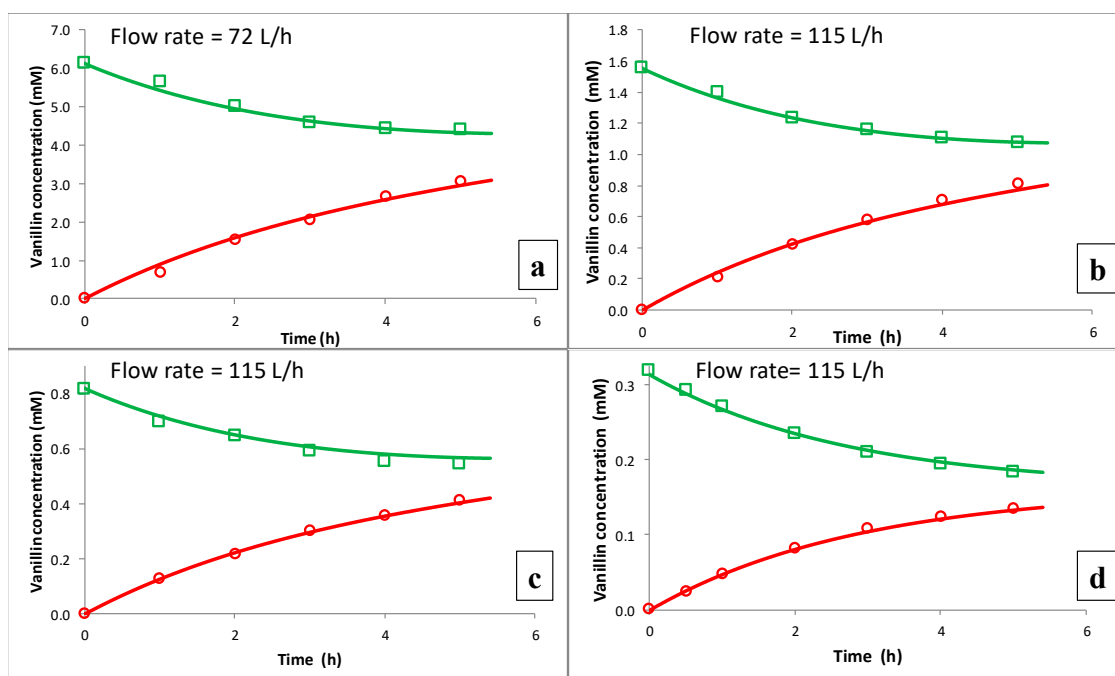 Flow rate = 72 L/h
Vanillin concentration (mM)
7.0
6.0
5.0
4.0
3.0
2.0
1.0
0.0
0 2 4 6
Time (h)
a
Flow rate = 115 L/h
Vanillin concentration (mM)
1.8
1.6
1.4
1.2
1.0
0.8
0.6
0.4
0.2
0.0
0 2 4 6
Time (h)
b
Flow rate = 115 L/h
Vanillin concentration (mM)
0.8
0.6
0.4
0.2
0.0
0 2 4 6
Time (h)
c
Flow rate= 115 L/h
Vanillin concentration (mM)
0.3
0.2
0.1
0.0
0 2 4 6
Time (h)
d